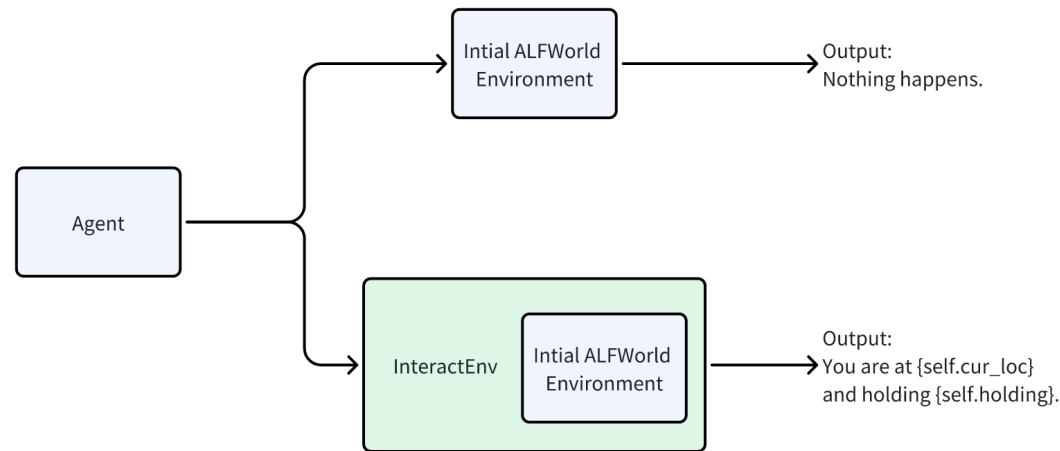 Intial ALFWorld
Environment
Output:
Nothing happens.
Agent
InteractEnv
Intial ALFWorld
Environment
Output:
You are at {self.cur_loc}
and holding {self.holding}.